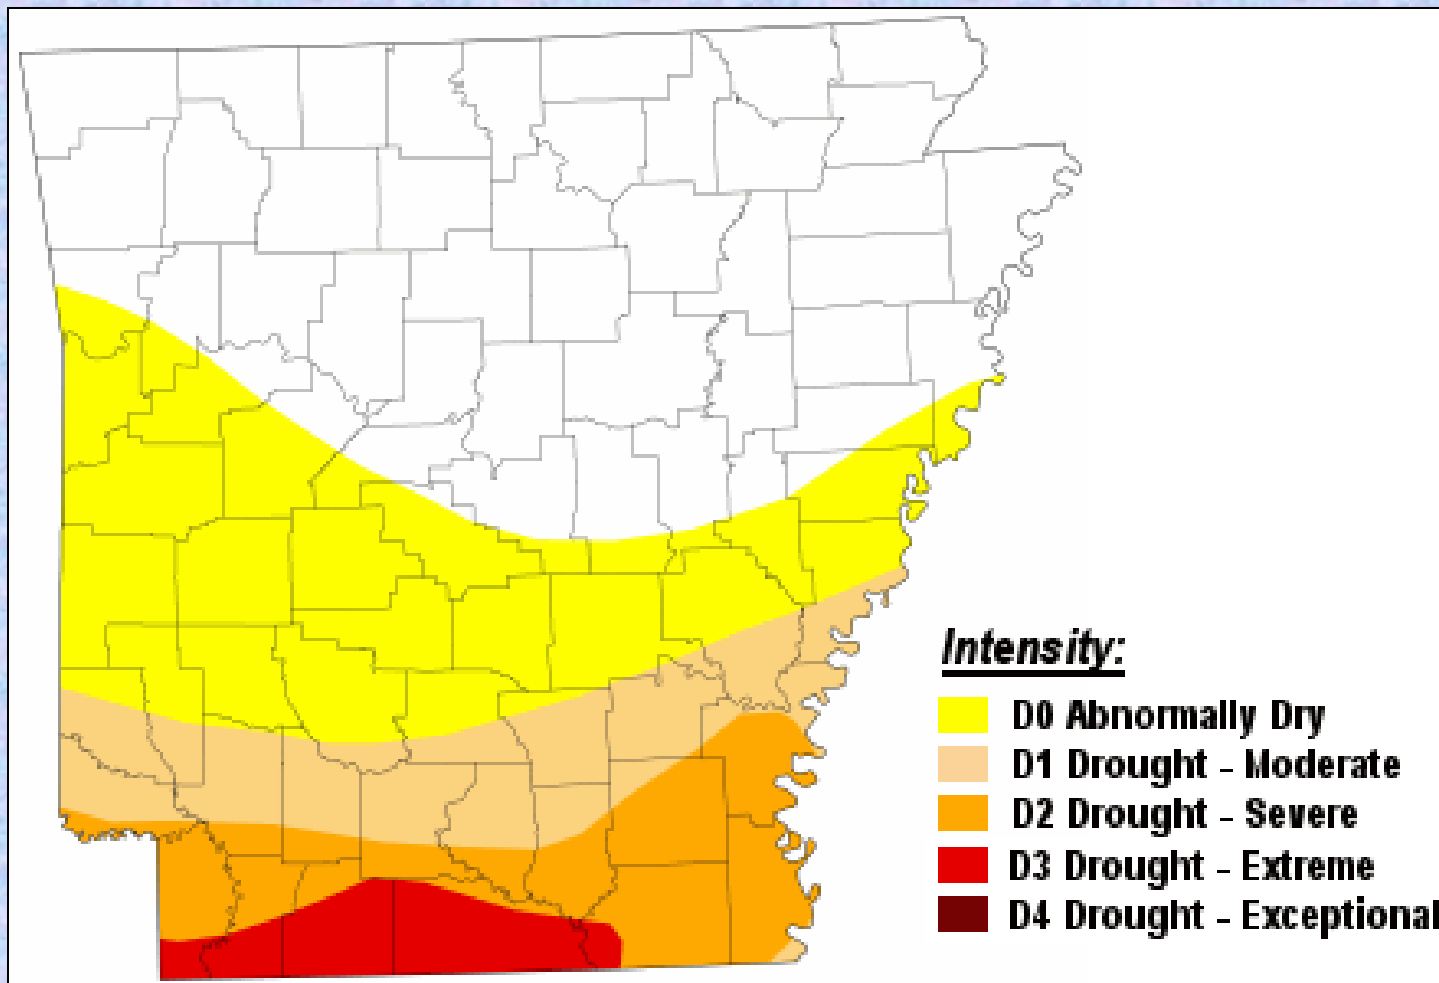 Intensity:
D0 Abnormally Dry
D1 Drought - Moderate
D2 Drought - Severe
D3 Drought - Extreme
D4 Drought - Exceptional